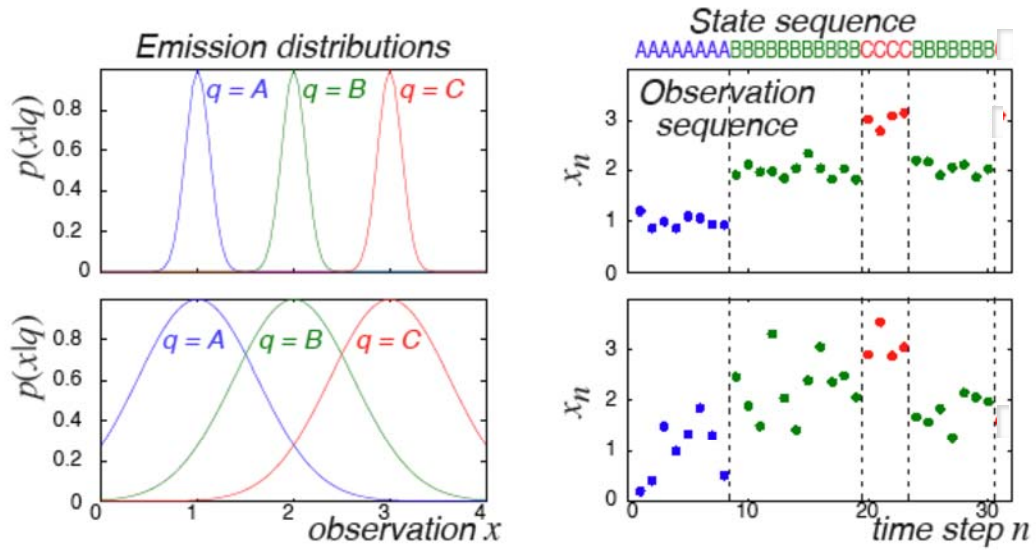 Emission distributions
p(x|q)
0.8
0.6
0.4
0.2
0
q = A
q = B
q = C
p(x|q)
0.8
0.6
0.4
0.2
0
q = A
q = B
q = C
0 1 2 3 4
observation x
State sequence
AAAAAAAABBBBBBBBBBBCCCCBBBBBBB
Observation
sequence
x_n
3
2
1
0
x_n
3
2
1
0
0 10 20 30
time step n